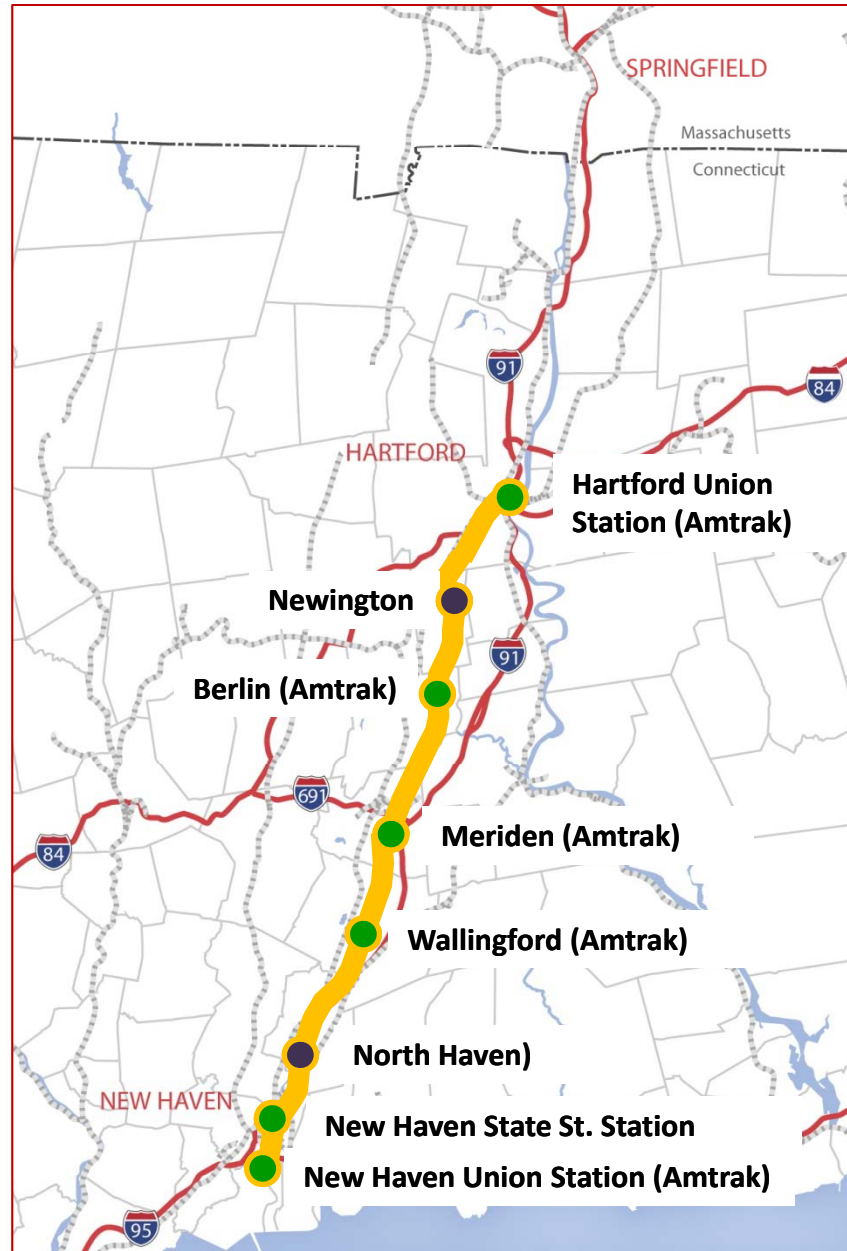 SPRINGFIELD
Massachusetts
Connecticut
91
84
HARTFORD
Hartford Union
Station (Amtrak)
Newington
91
Berlin (Amtrak)
691
84
Meriden (Amtrak)
Wallingford (Amtrak)
North Haven)
NEW HAVEN
New Haven State St. Station
New Haven Union Station (Amtrak)
95